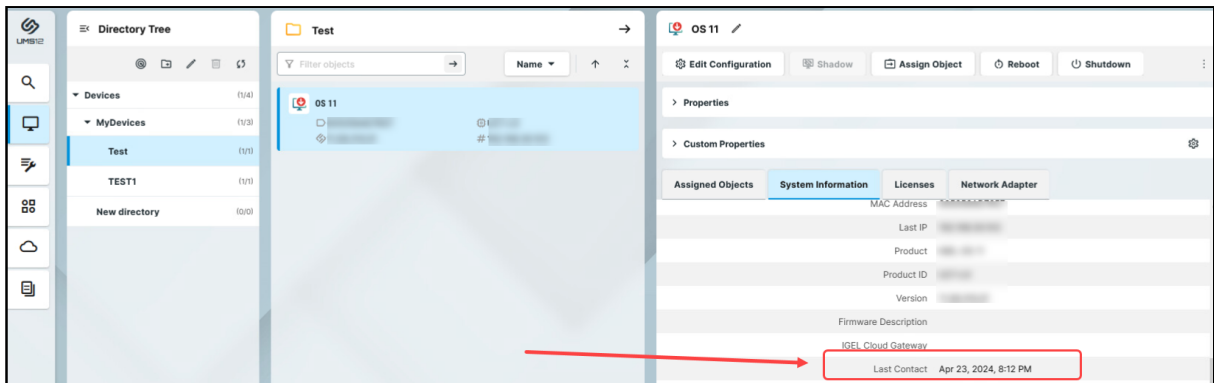 UMS12
Directory Tree
Devices (1/4)
MyDevices (1/3)
Test (1/1)
TEST1 (1/1)
New directory (0/0)
Test
Filter objects
Name
OS 11
#
OS 11
Edit Configuration Shadow Assign Object Reboot Shutdown
Properties
Custom Properties
Assigned Objects System Information Licenses Network Adapter
MAC Address
Last IP
Product
Product ID
Version
Firmware Description
IGEL Cloud Gateway
Last Contact Apr 23, 2024, 8:12 PM